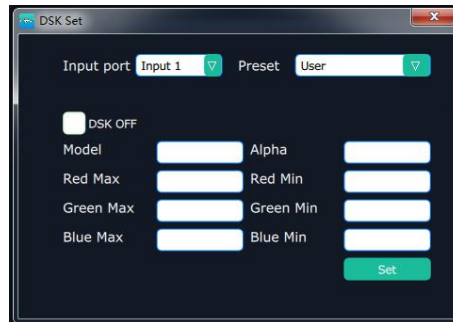 DSK Set
Input port Input 1 Preset User
DSK OFF
Model Alpha
Red Max Red Min
Green Max Green Min
Blue Max Blue Min
Set